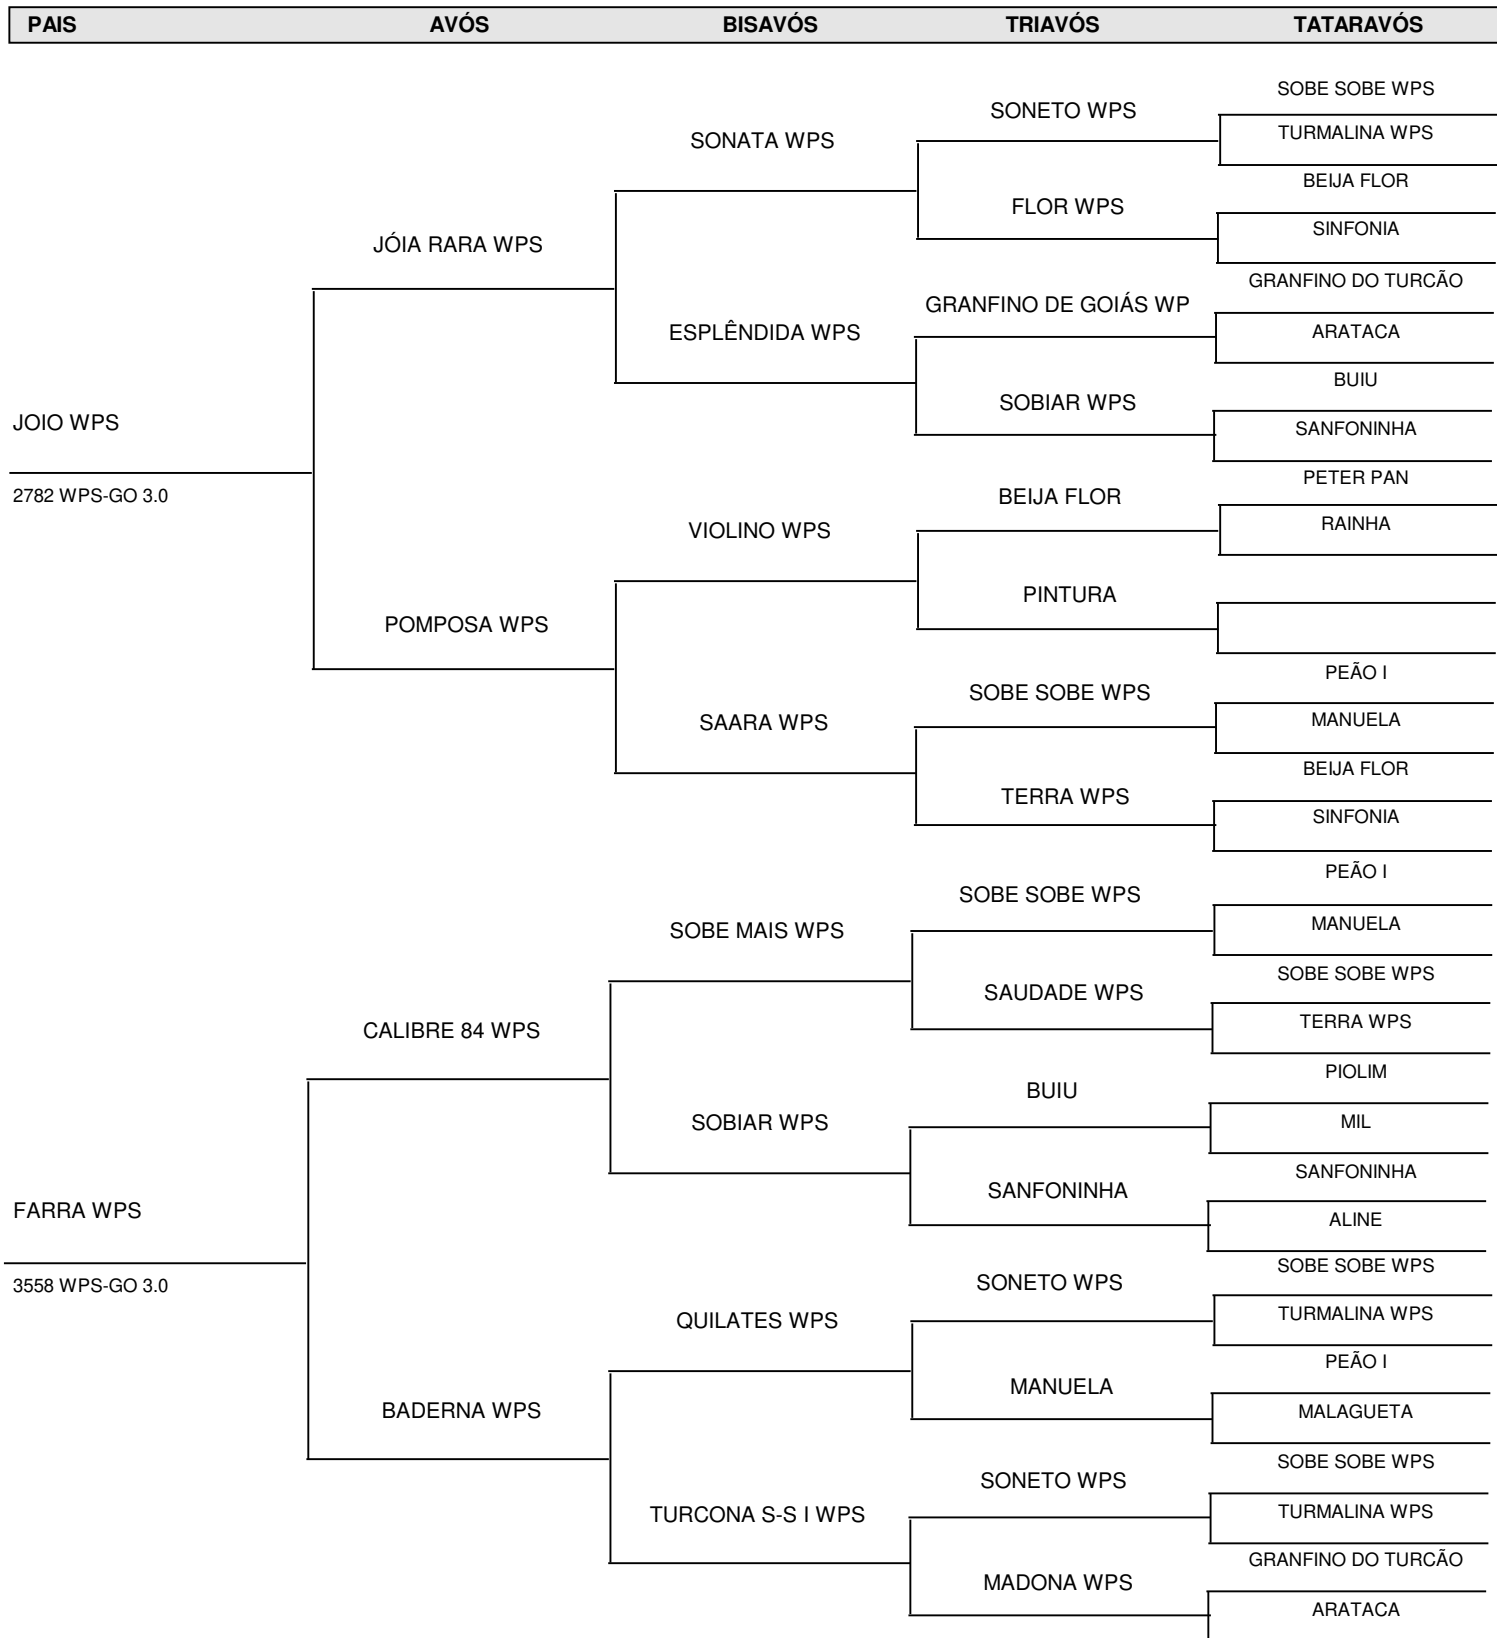 PAIS AVÓS BISAVÓS TRIAVÓS TATARAVÓS
SOBE SOBE WPS
SONETO WPS
TURMALINA WPS
SONATA WPS
BEIJA FLOR
FLOR WPS
SINFONIA
JÓIA RARA WPS
GRANFINO DO TURCÃO
GRANFINO DE GOIÁS WP
ARATACA
ESPLÊNDIDA WPS
BUIU
SOBIAR WPS
JOIO WPS
SANFONINHA
PETER PAN
2782 WPS-GO 3.0
BEIJA FLOR
RAINHA
VIOLINO WPS
PINTURA
POMPOSA WPS
PEÃO I
SOBE SOBE WPS
MANUELA
SAARA WPS
BEIJA FLOR
TERRA WPS
SINFONIA
PEÃO I
SOBE SOBE WPS
MANUELA
SOBE MAIS WPS
SOBE SOBE WPS
SAUDADE WPS
TERRA WPS
CALIBRE 84 WPS
PIOLIM
BUIU
MIL
SOBIAR WPS
SANFONINHA
SANFONINHA
FARRA WPS
ALINE
SOBE SOBE WPS
3558 WPS-GO 3.0
SONETO WPS
TURMALINA WPS
QUILATES WPS
PEÃO I
MANUELA
BADERNA WPS
MALAGUETA
SOBE SOBE WPS
SONETO WPS
TURMALINA WPS
TURCONA S-S I WPS
GRANFINO DO TURCÃO
MADONA WPS
ARATACA